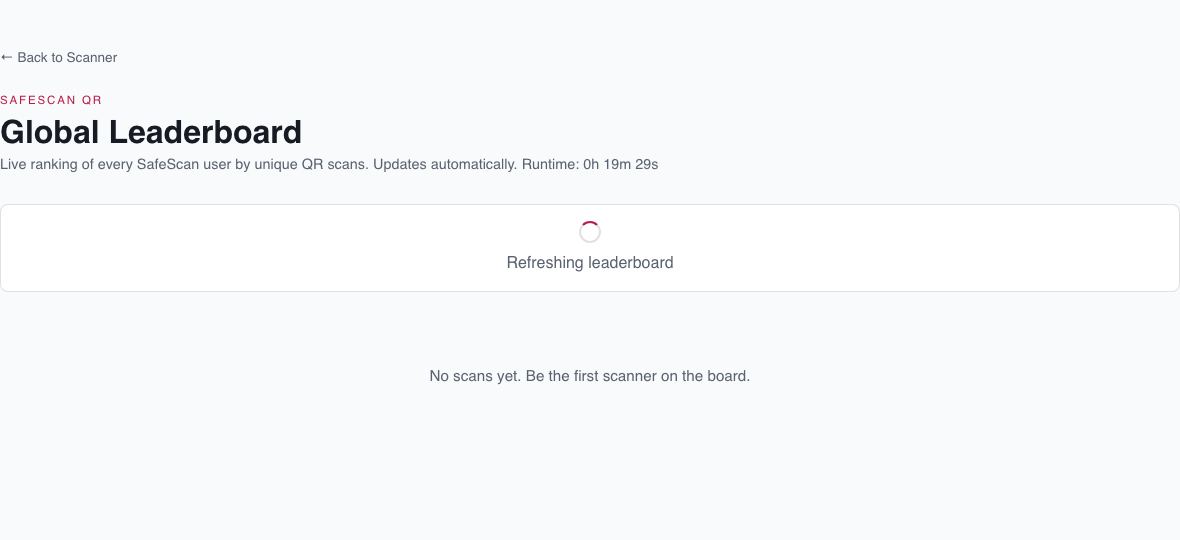 ← Back to Scanner
SAFESCAN QR
Global Leaderboard
Live ranking of every SafeScan user by unique QR scans. Updates automatically. Runtime: 0h 19m 29s
Refreshing leaderboard
No scans yet. Be the first scanner on the board.